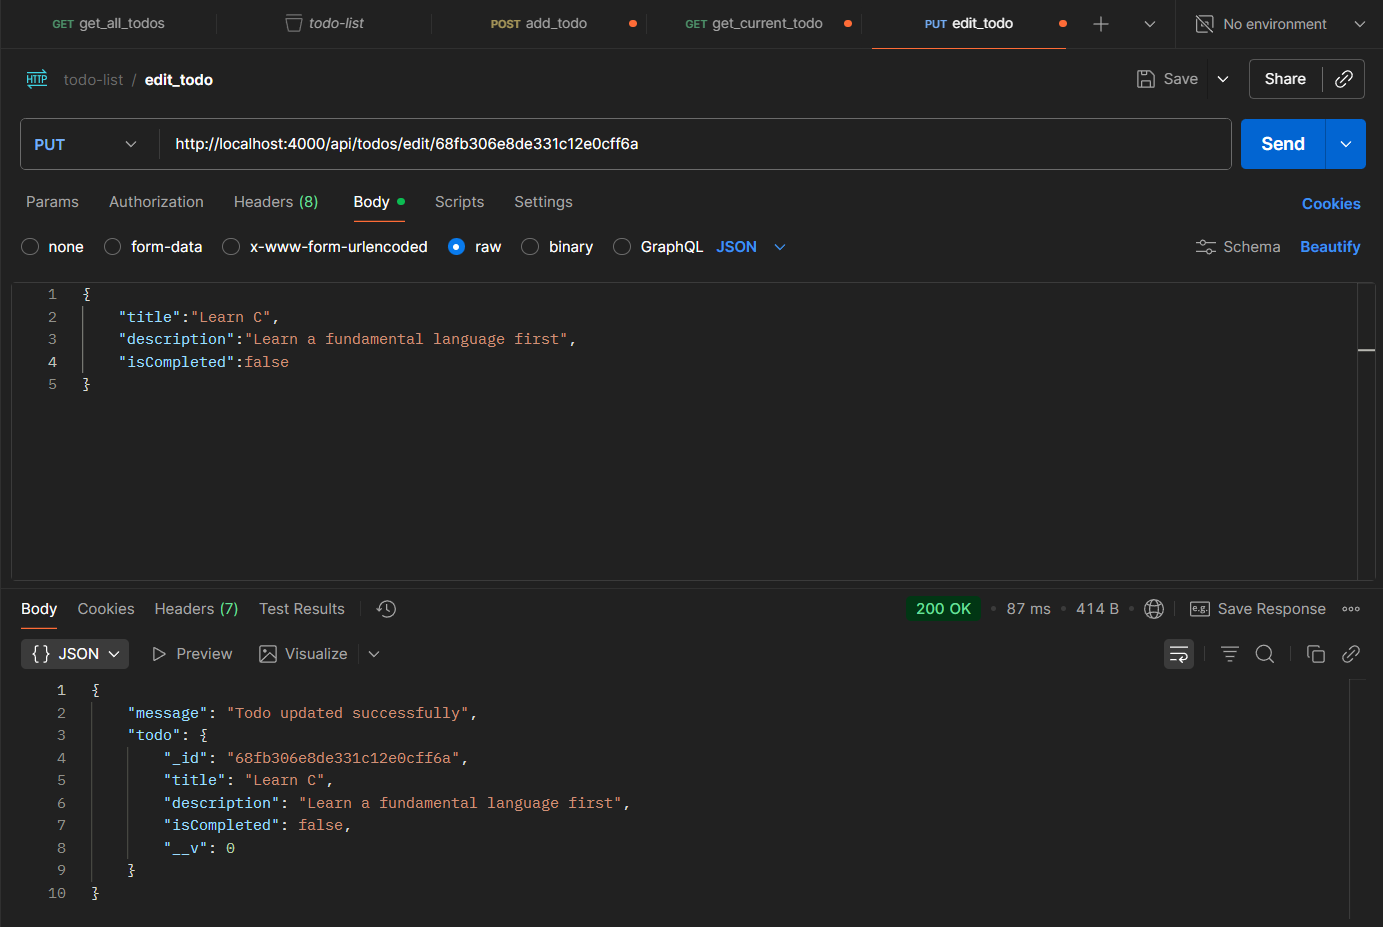 GET get_all_todos todo-list POST add_todo GET get_current_todo PUT edit_todo No environment
HTTP todo-list / edit_todo Save Share
PUT http://localhost:4000/api/todos/edit/68fb306e8de331c12e0cff6a Send
Params Authorization Headers (8) Body Scripts Settings Cookies
none form-data x-www-form-urlencoded raw binary GraphQL JSON Schema Beautify
1 {
2 "title":"Learn C",
3 "description":"Learn a fundamental language first",
4 "isCompleted":false
5 }
Body Cookies Headers (7) Test Results 200 OK • 87 ms • 414 B • e.g. Save Response
{} JSON Preview Visualize
1 {
2 "message": "Todo updated successfully",
3 "todo": {
4 "_id": "68fb306e8de331c12e0cff6a",
5 "title": "Learn C",
6 "description": "Learn a fundamental language first",
7 "isCompleted": false,
8 "__v": 0
9 }
10 }